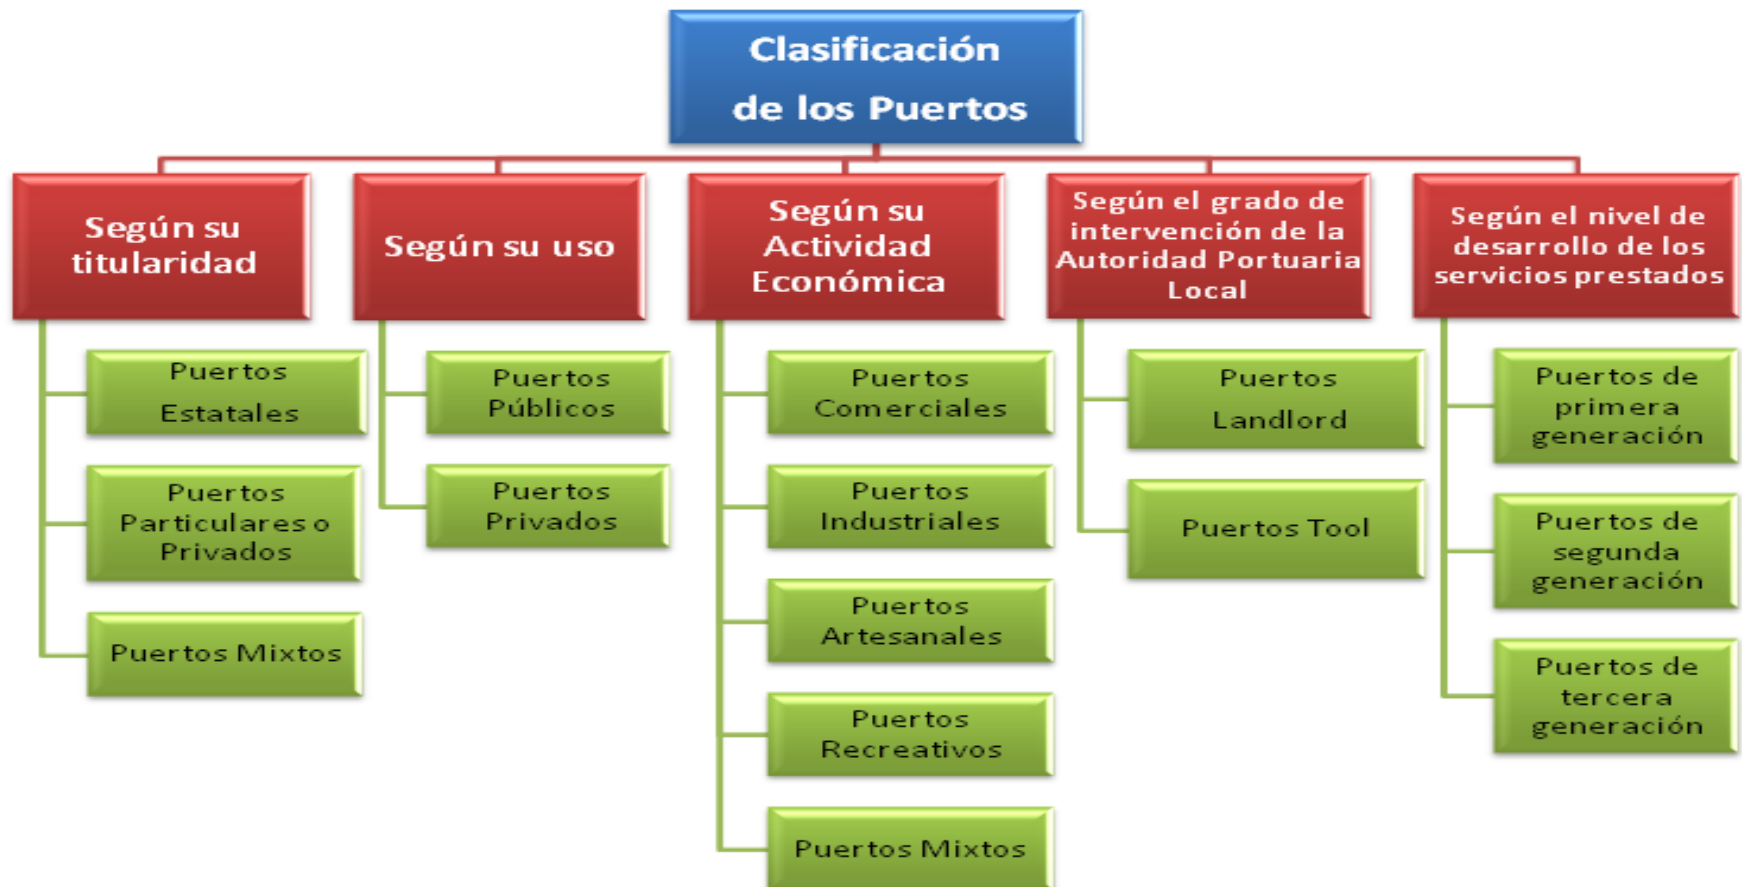 Clasificación
de los Puertos
Según su
titularidad
Puertos
Estatales
Puertos
Particulares o
Privados
Puertos Mixtos
Según su uso
Puertos
Públicos
Puertos
Privados
Según su
Actividad
Económica
Puertos
Comerciales
Puertos
Industriales
Puertos
Artesanales
Puertos
Recreativos
Puertos Mixtos
Según el grado de
intervención de la
Autoridad Portuaria
Local
Puertos
Landlord
Puertos Tool
Según el nivel de
desarrollo de los
servicios prestados
Puertos de
primera
generación
Puertos de
segunda
generación
Puertos de
tercera
generación